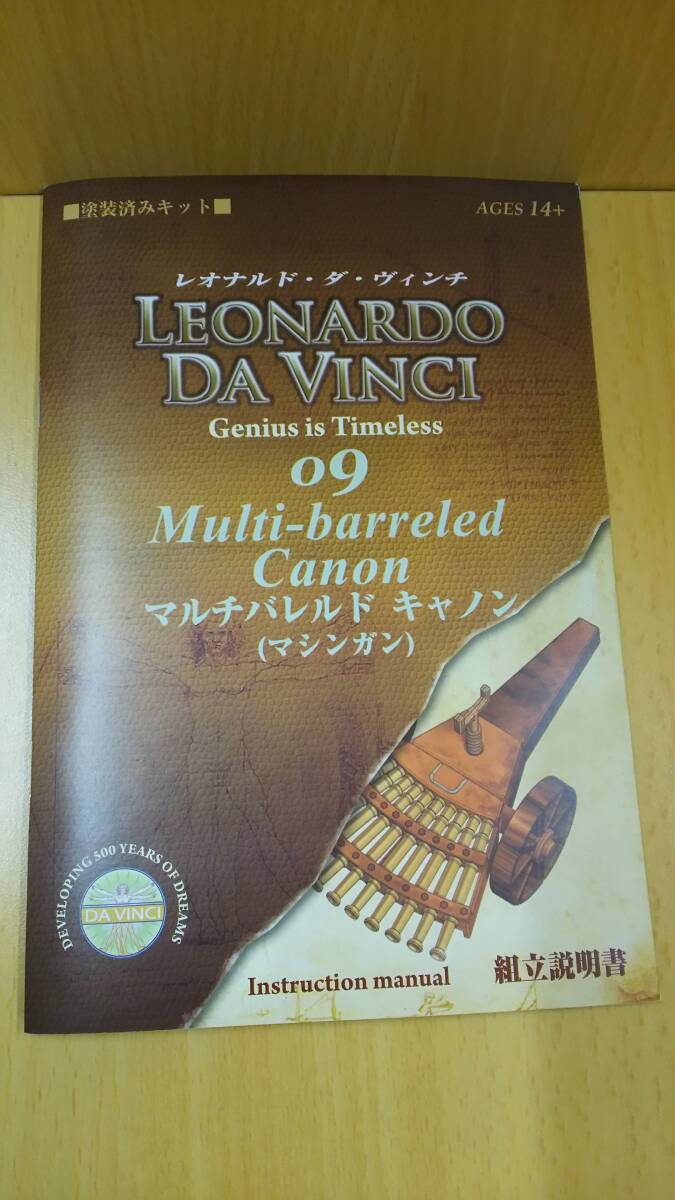 ■塗装済みキット■
AGES 14+
レオナルド・ダ・ヴィンチ
LEONARDO
DA VINCI
Genius is Timeless
09
Multi-barreled
Canon
マルチバレルド キャノン
(マシンガン)
DEVELOPING 500 YEARS OF DREAMS
DA VINCI
Instruction manual
組立説明書